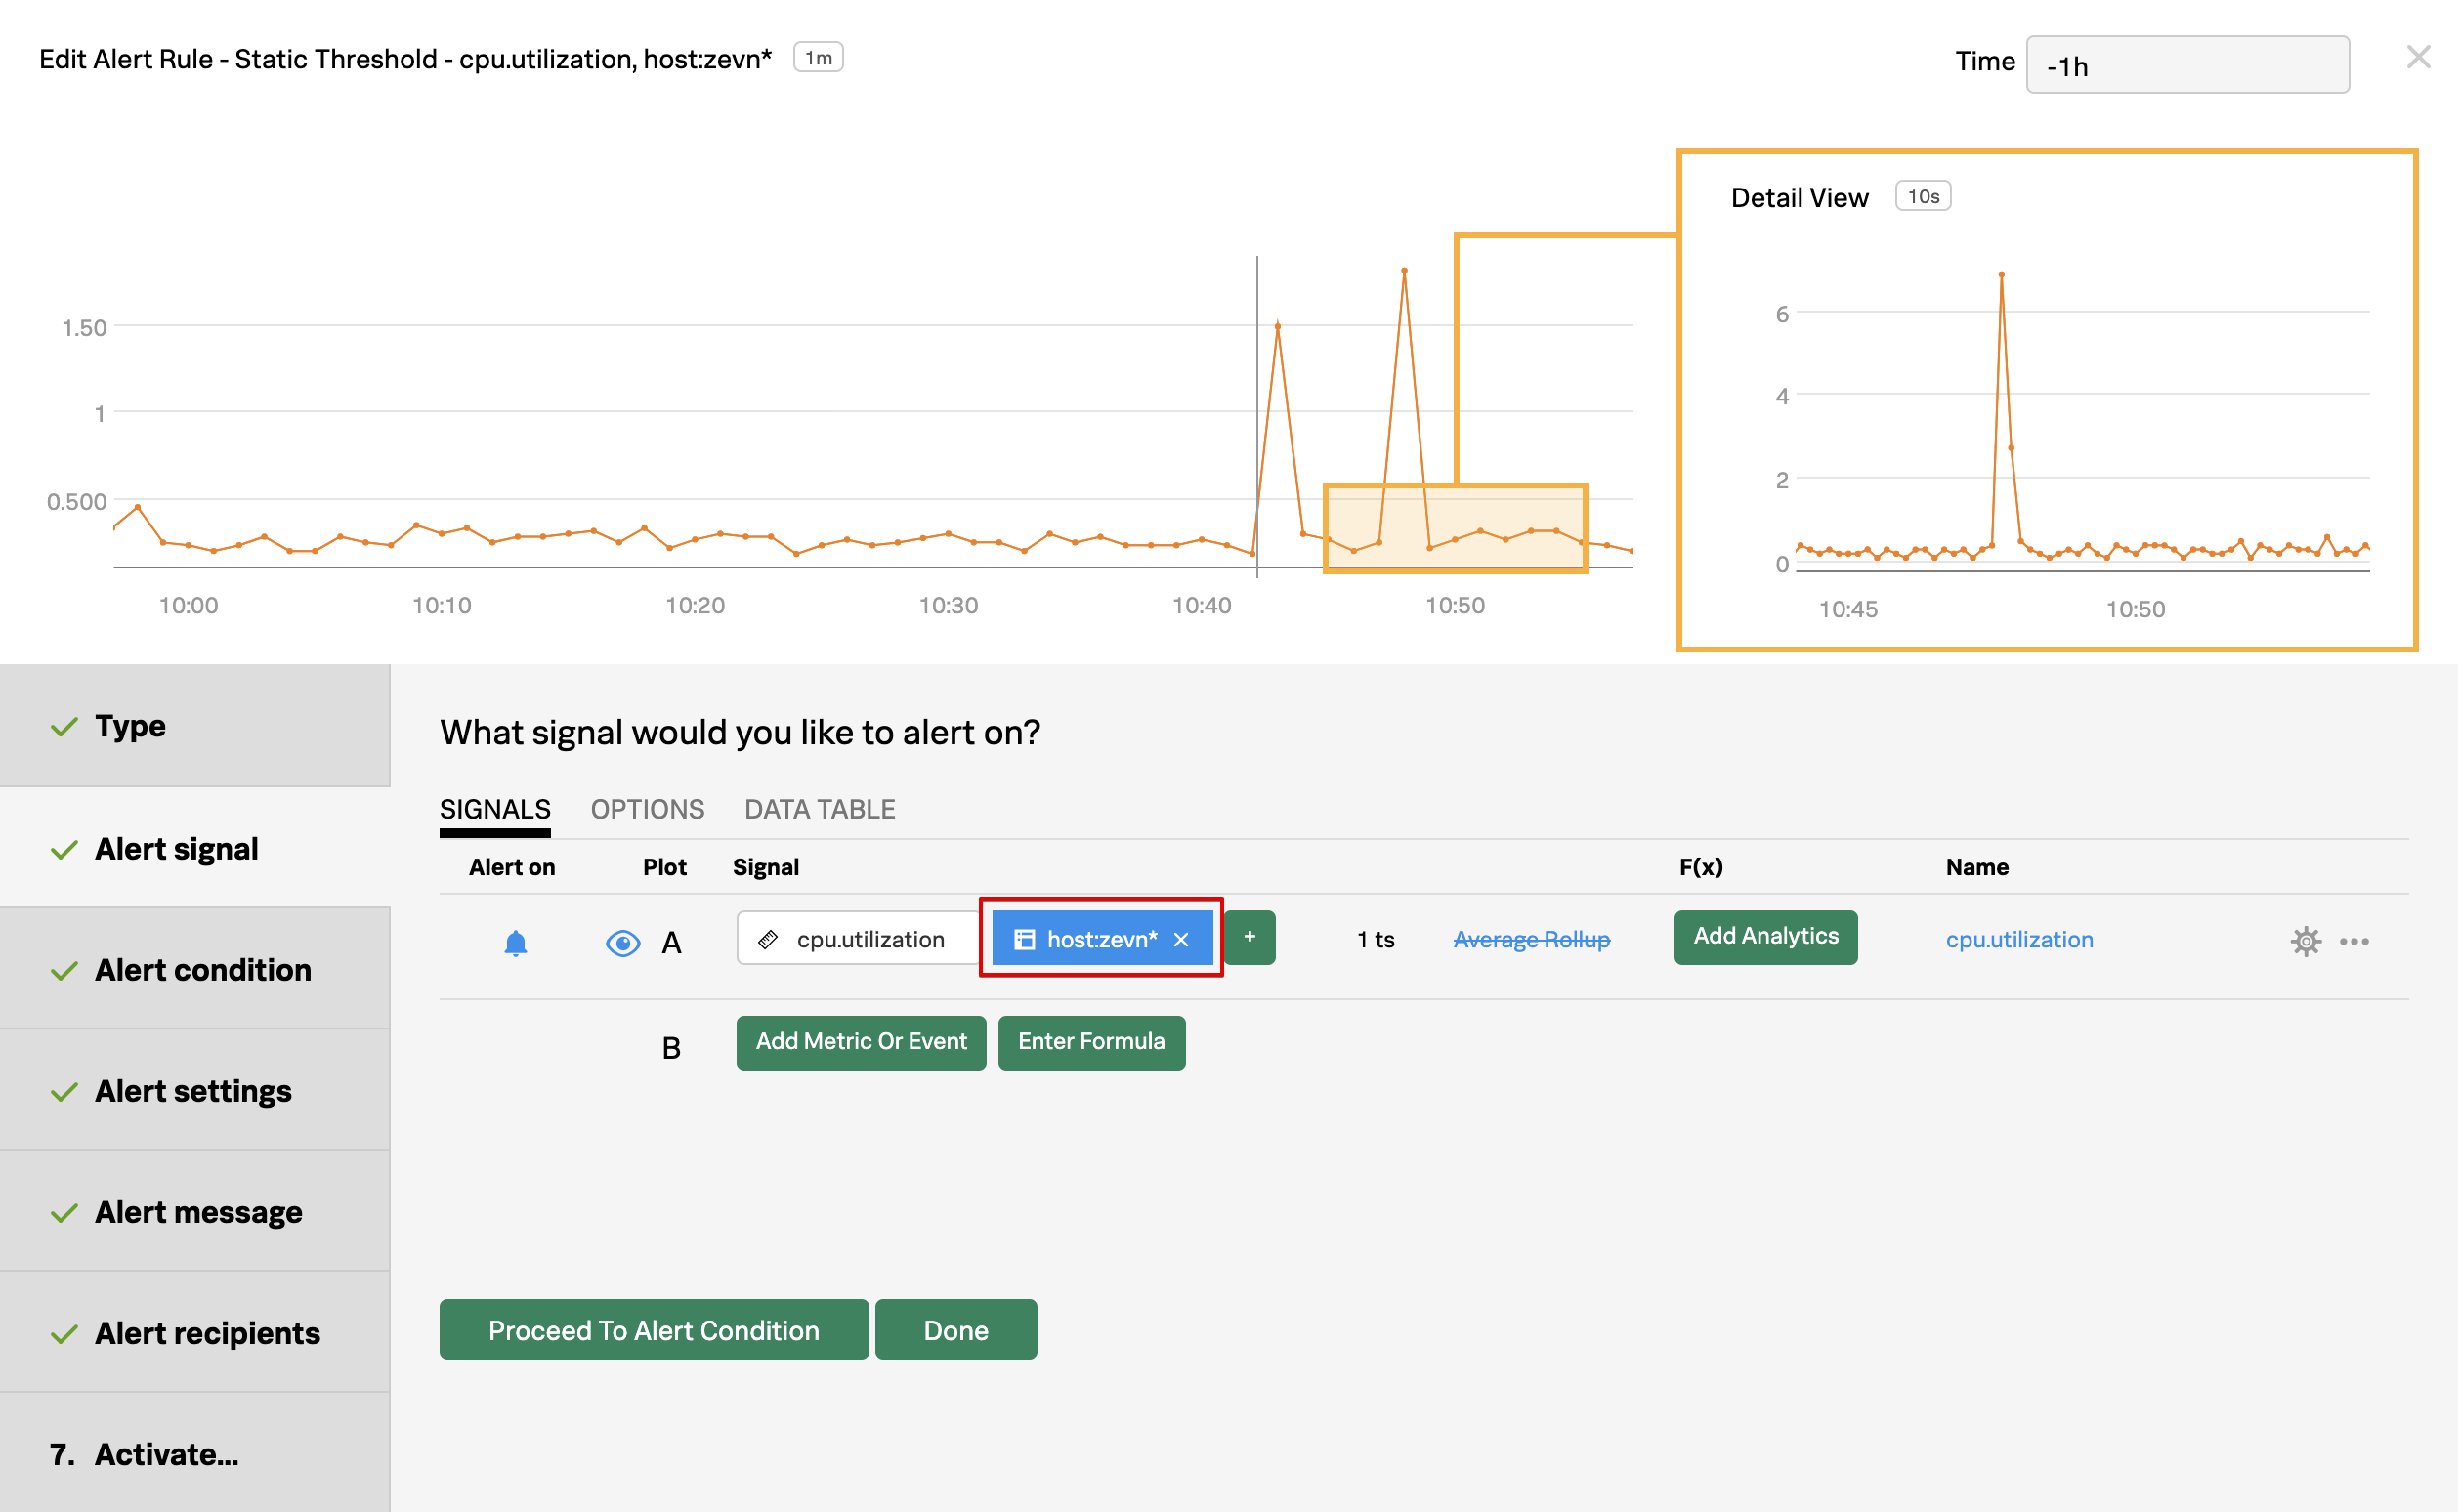 Edit Alert Rule - Static Threshold - cpu.utilization, host:zevn* 1m
Time -1h
Detail View 10s
1.50
1
0.500
10:00 10:10 10:20 10:30 10:40 10:50
6
4
2
0
10:45 10:50
Type
Alert signal
Alert condition
Alert settings
Alert message
Alert recipients
7. Activate...
What signal would you like to alert on?
SIGNALS OPTIONS DATA TABLE
Alert on Plot Signal F(x) Name
A cpu.utilization host:zevn* × + 1 ts Average Rollup Add Analytics cpu.utilization
B Add Metric Or Event Enter Formula
Proceed To Alert Condition Done